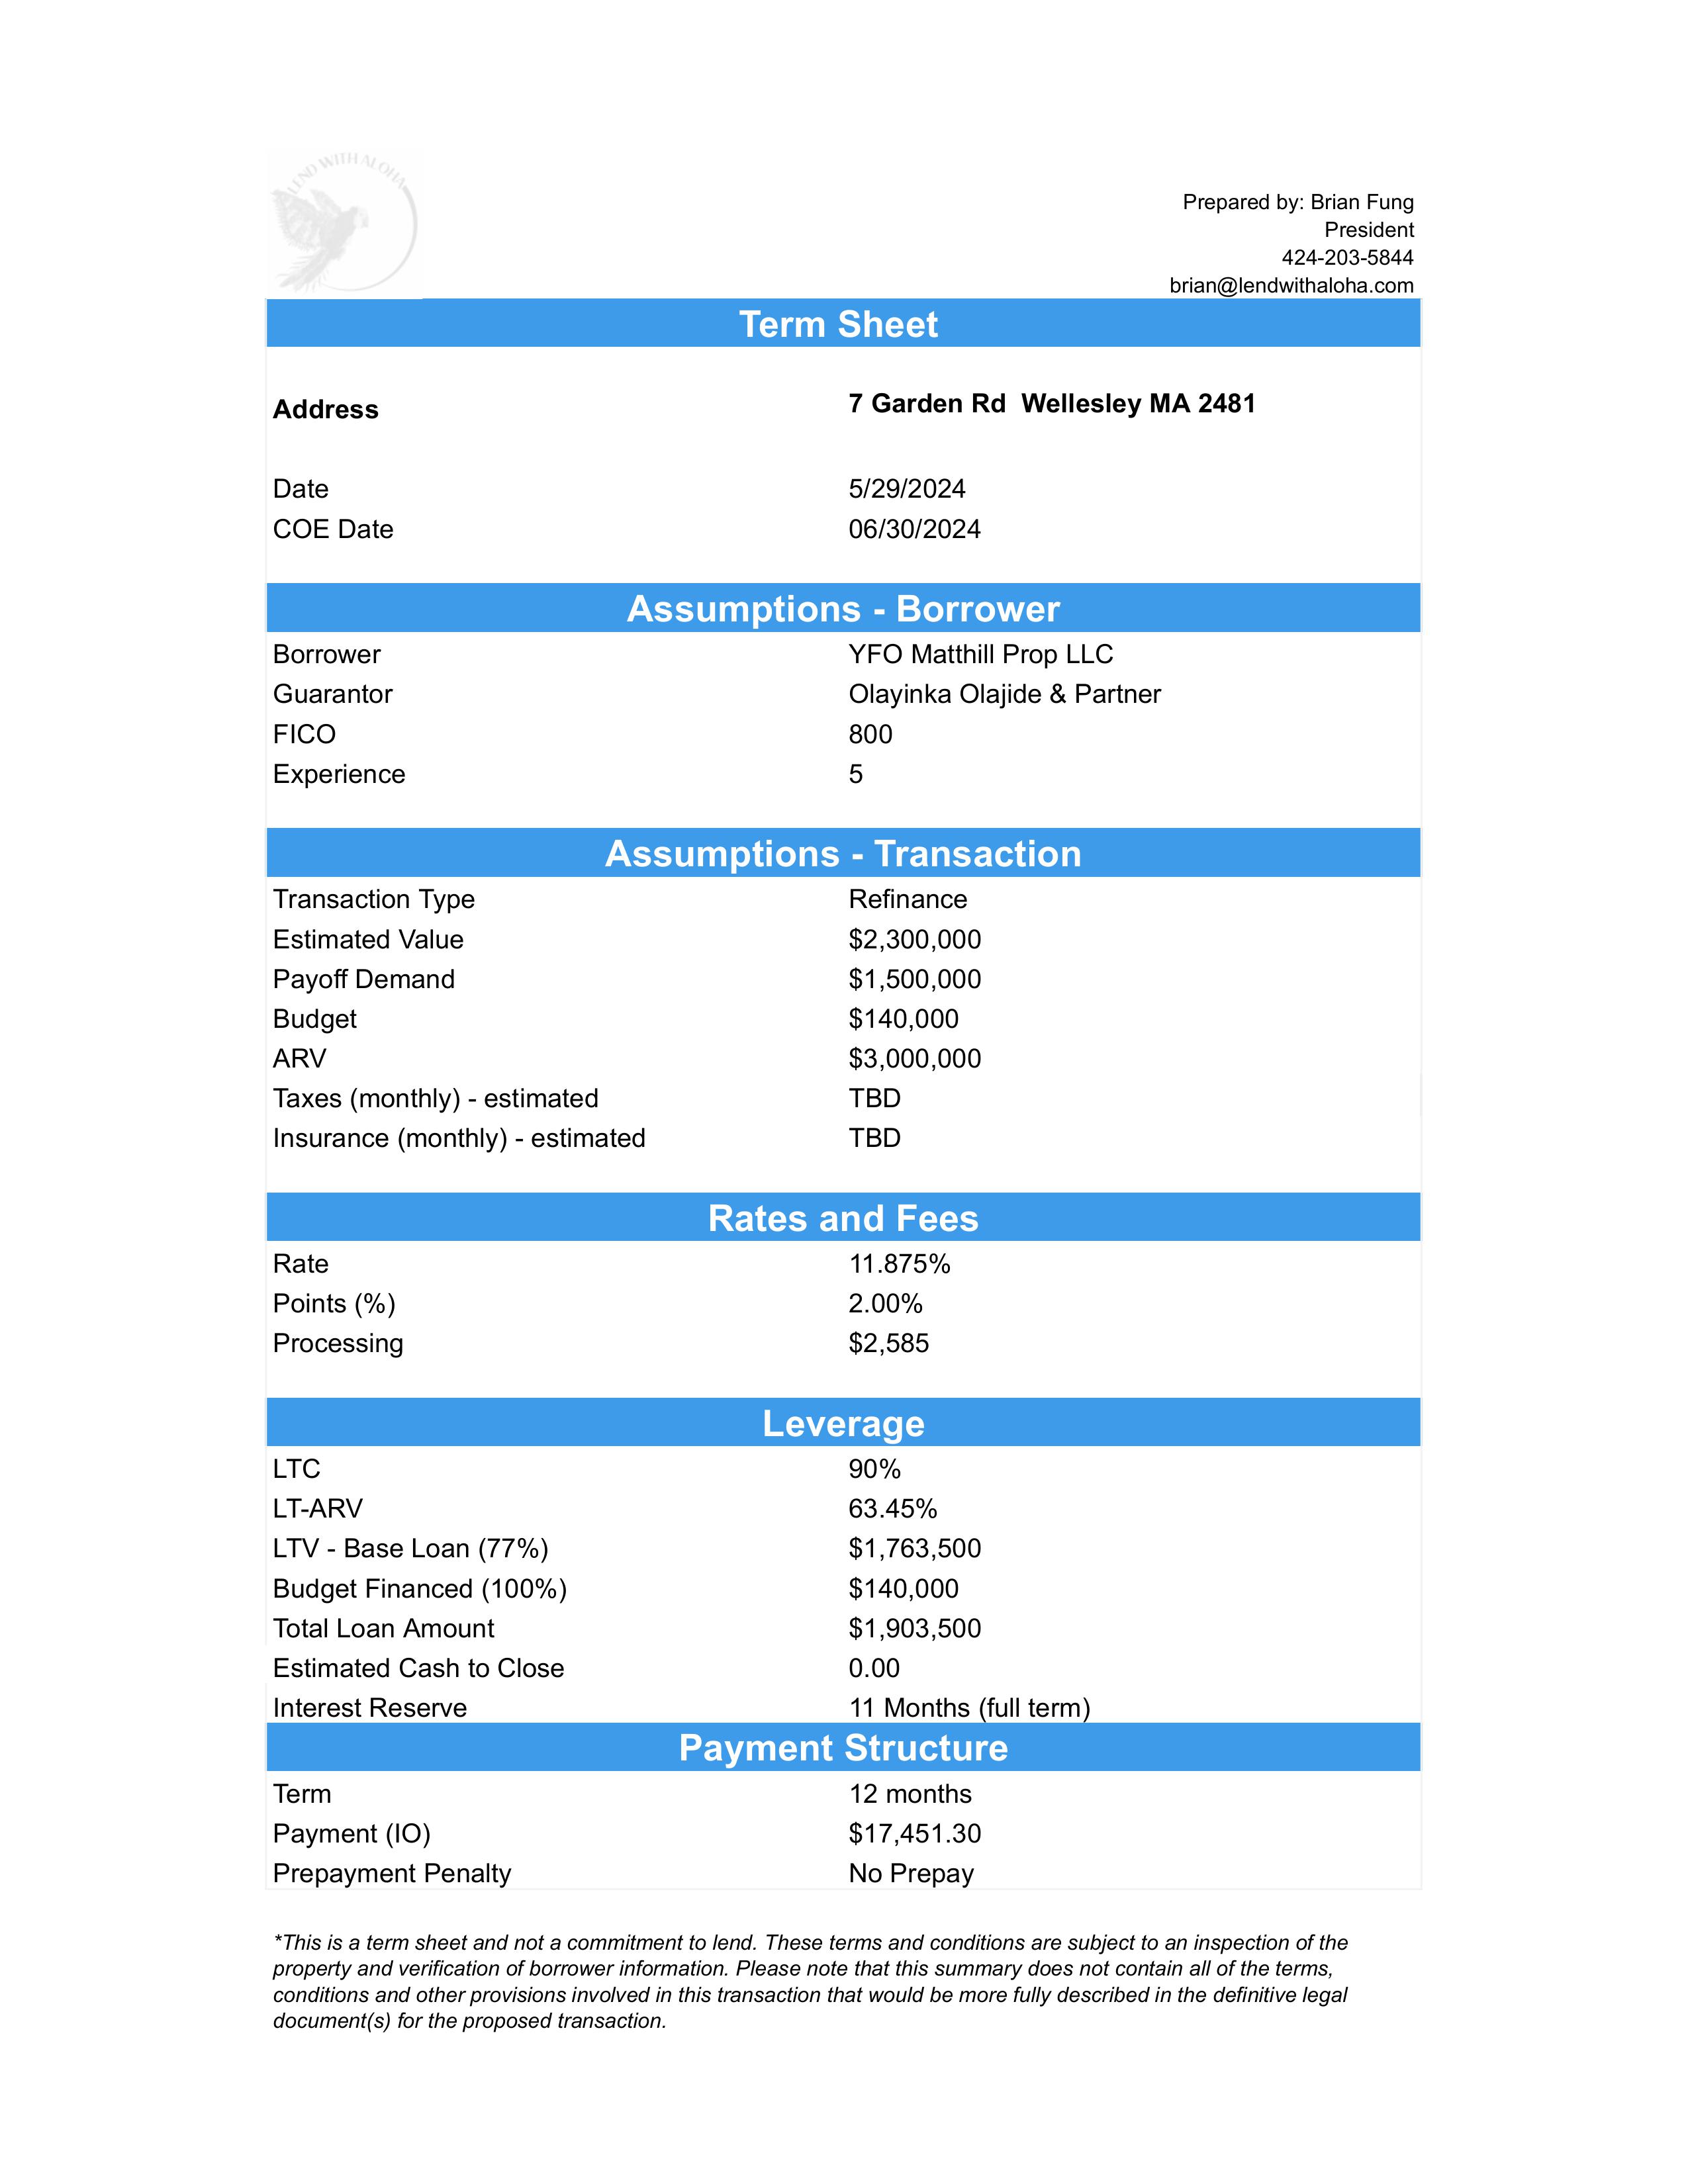 LEND WITH ALOHA
Prepared by: Brian Fung
President
424-203-5844
brian@lendwithaloha.com
Term Sheet
Address 7 Garden Rd  Wellesley MA 2481
Date 5/29/2024
COE Date 06/30/2024
Assumptions - Borrower
Borrower YFO Matthill Prop LLC
Guarantor Olayinka Olajide & Partner
FICO 800
Experience 5
Assumptions - Transaction
Transaction Type Refinance
Estimated Value $2,300,000
Payoff Demand $1,500,000
Budget $140,000
ARV $3,000,000
Taxes (monthly) - estimated TBD
Insurance (monthly) - estimated TBD
Rates and Fees
Rate 11.875%
Points (%) 2.00%
Processing $2,585
Leverage
LTC 90%
LT-ARV 63.45%
LTV - Base Loan (77%) $1,763,500
Budget Financed (100%) $140,000
Total Loan Amount $1,903,500
Estimated Cash to Close 0.00
Interest Reserve 11 Months (full term)
Payment Structure
Term 12 months
Payment (IO) $17,451.30
Prepayment Penalty No Prepay
*This is a term sheet and not a commitment to lend. These terms and conditions are subject to an inspection of the
property and verification of borrower information. Please note that this summary does not contain all of the terms,
conditions and other provisions involved in this transaction that would be more fully described in the definitive legal
document(s) for the proposed transaction.